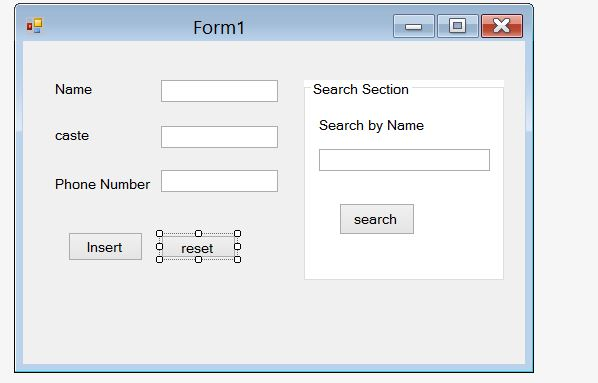 Form1
Name
caste
Phone Number
Insert
reset
Search Section
Search by Name
search